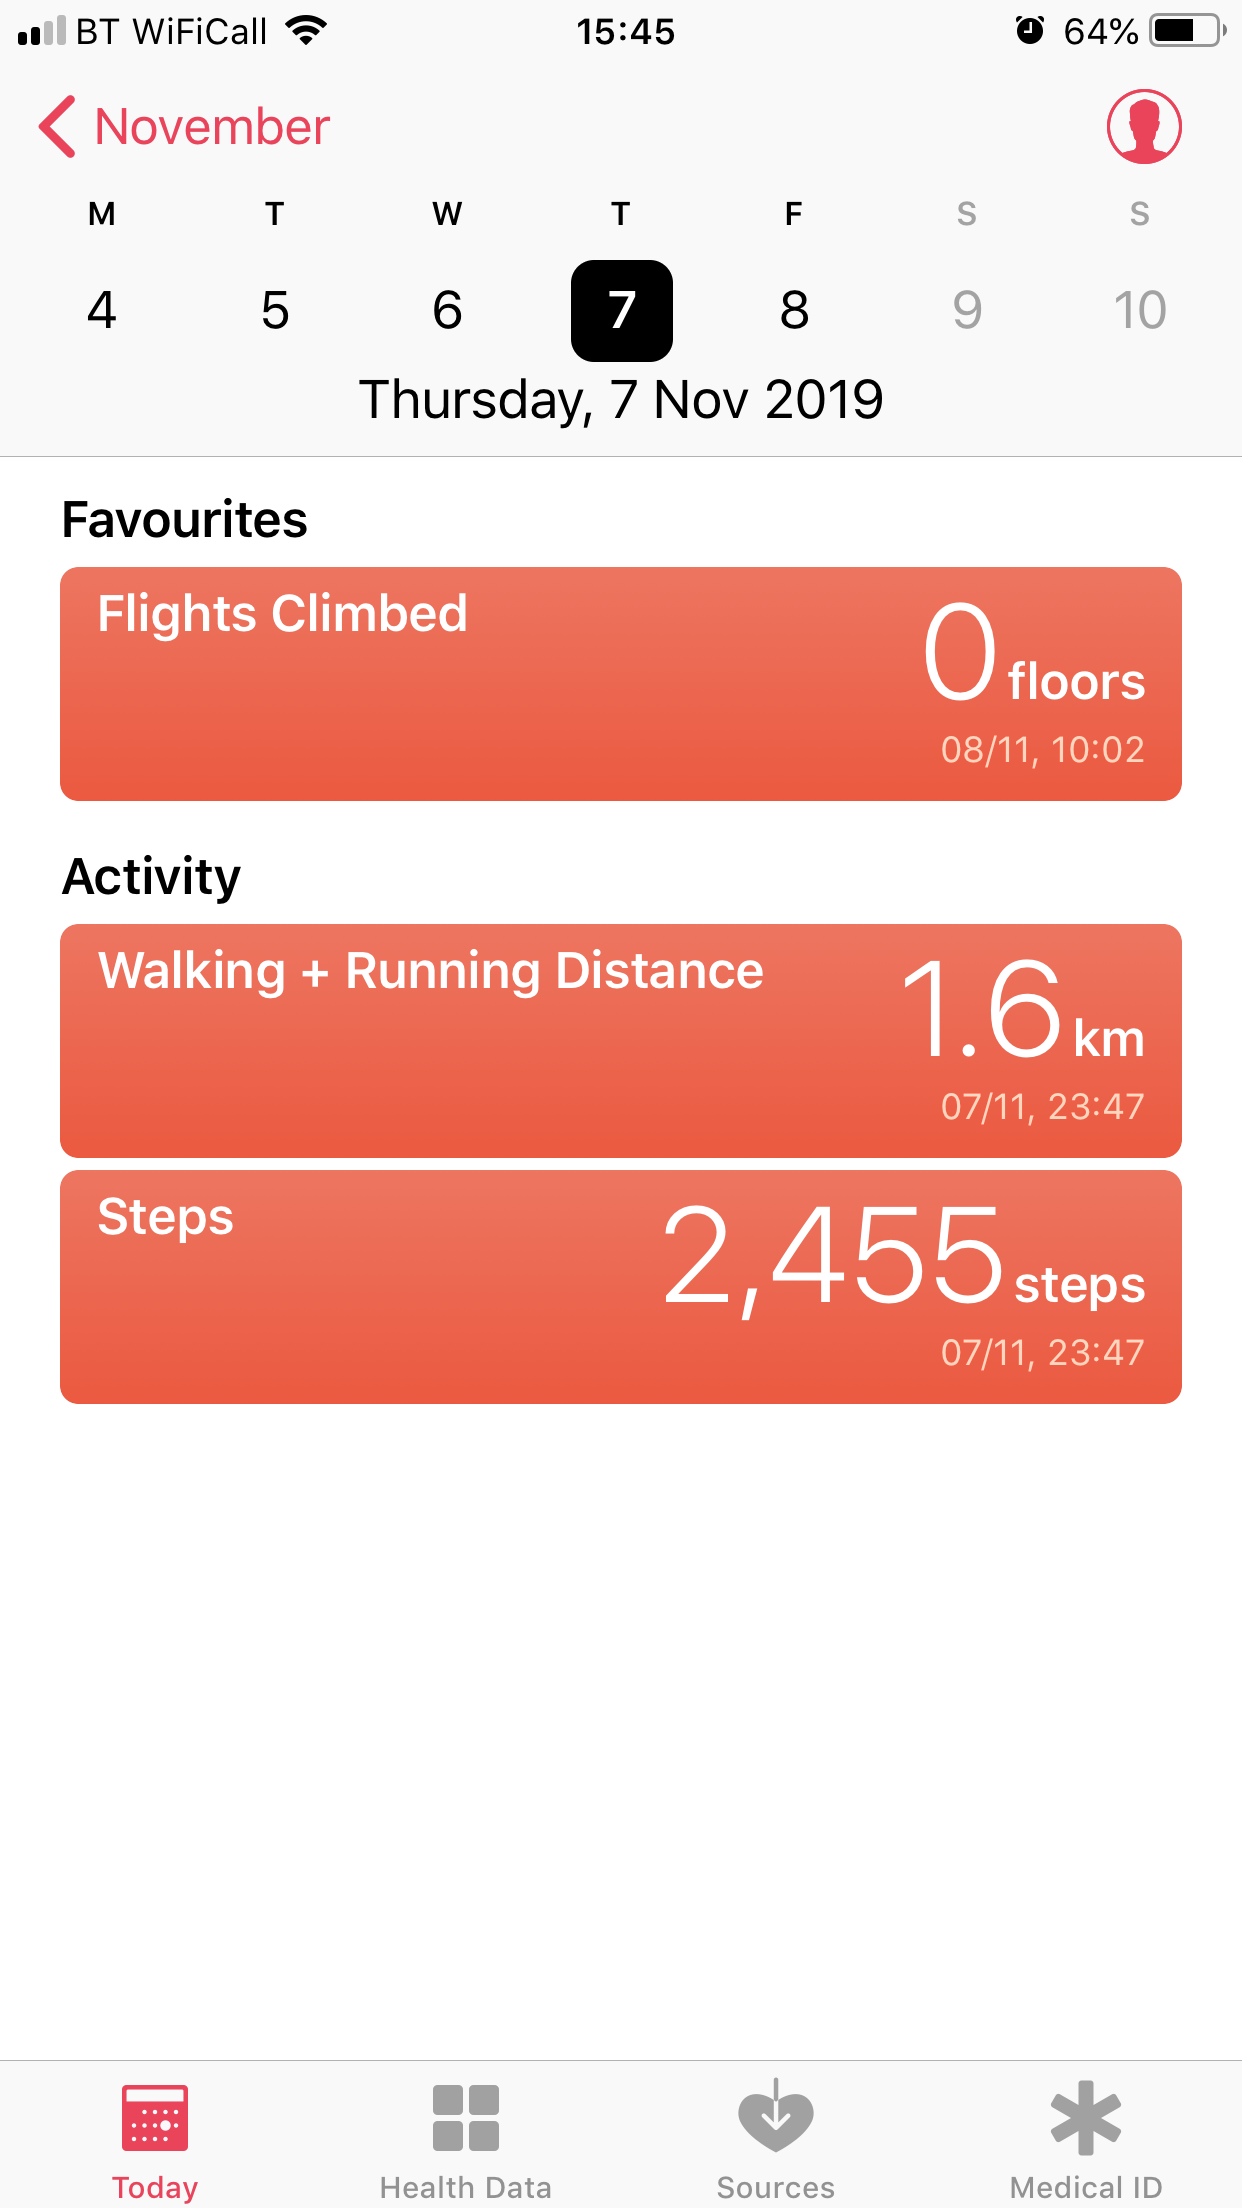 BT WiFiCall 15:45 64%
November
M T W T F S S
4 5 6 7 8 9 10
Thursday, 7 Nov 2019
Favourites
Flights Climbed
0 floors
08/11, 10:02
Activity
Walking + Running Distance
1.6 km
07/11, 23:47
Steps
2,455 steps
07/11, 23:47
Today Health Data Sources Medical ID